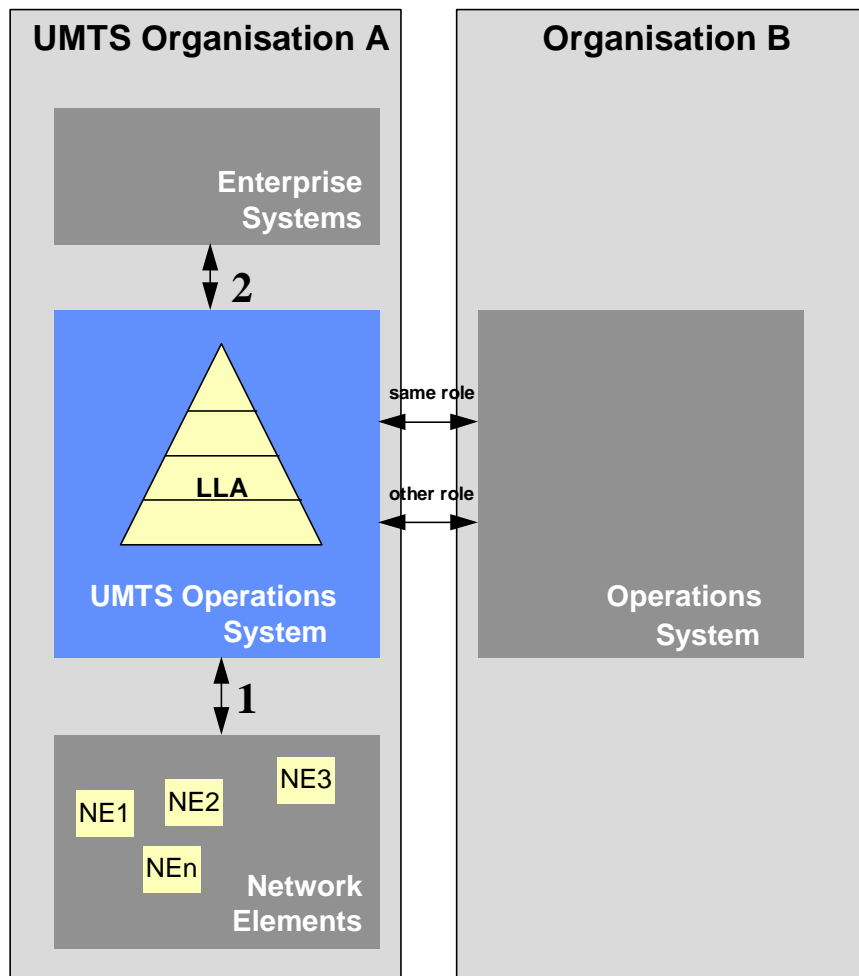 UMTS Organisation A
Organisation B
Enterprise
Systems
2
same role
LLA
other role
UMTS Operations
System
Operations
System
1
NE3
NE2
NE1
NEn
Network
Elements